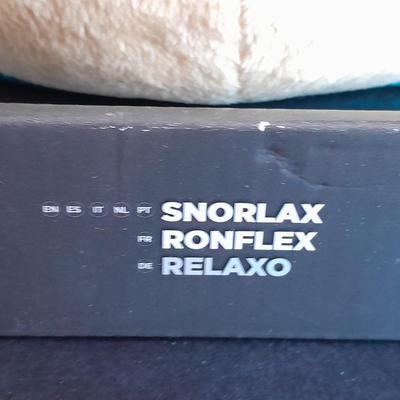 EN ES IT NL PT SNORLAX
FR RONFLEX
DE RELAXO